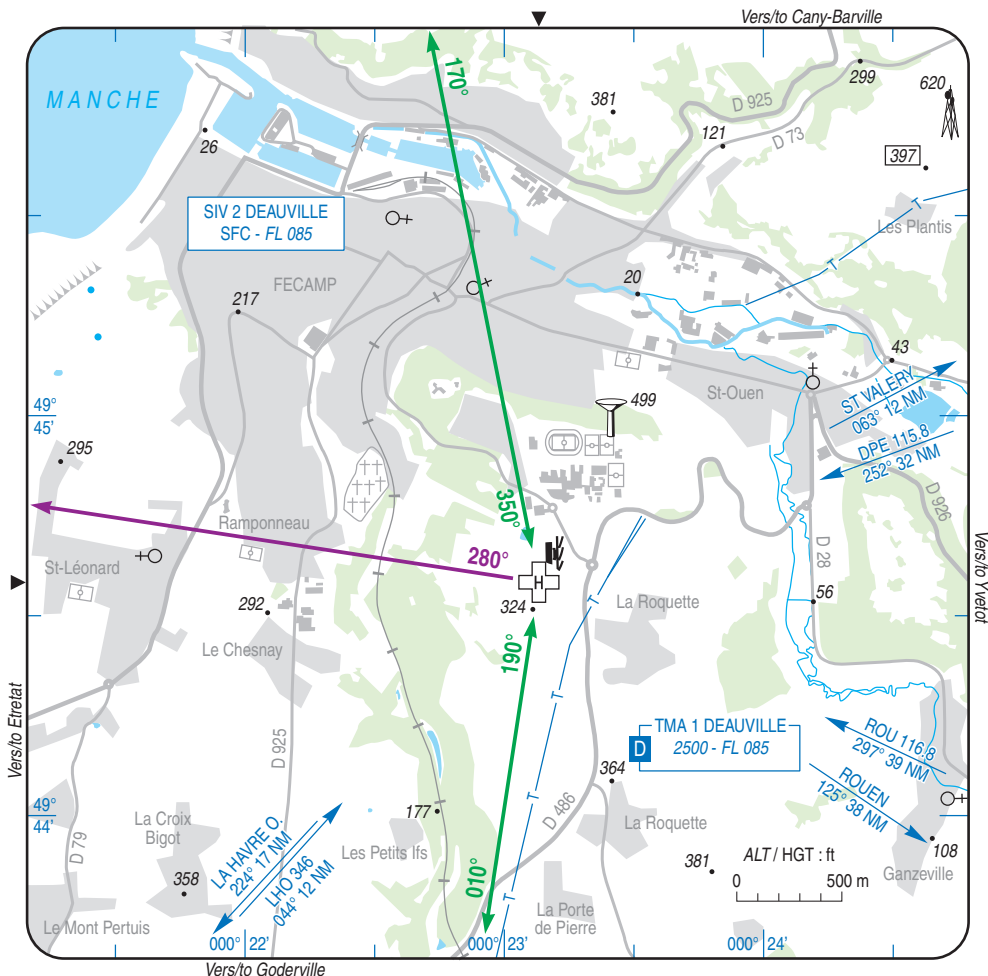 Vers/to Cany-Barville
MANCHE
170°
299
620
381
D 925
26
121
D 73
397
SIV 2 DEAUVILLE
SFC - FL 085
T
Les Plantis
T
FECAMP
20
217
43
St-Ouen
ST VALERY
063° 12 NM
499
49°
45'
DPE 115.8
252° 32 NM
295
D 926
350°
Ramponneau
280°
D 28
Vers/to Yvetot
St-Léonard
H
324
T
La Roquette
56
292
190°
Le Chesnay
Vers/to Etretat
TMA 1 DEAUVILLE
D
2500 - FL 085
ROU 116.8
297° 39 NM
D 925
T
364
ROUEN
125° 38 NM
49°
44'
177
D 486
La Croix
Bigot
LA HAVRE O.
224° 17 NM
La Roquette
D 79
Les Petits Ifs
ALT / HGT : ft
108
LHO 346
044° 12 NM
010°
381
0 500 m
Ganzeville
358
Le Mont Pertuis
T
La Porte
de Pierre
000° 22'
000° 23'
000° 24'
Vers/to Goderville